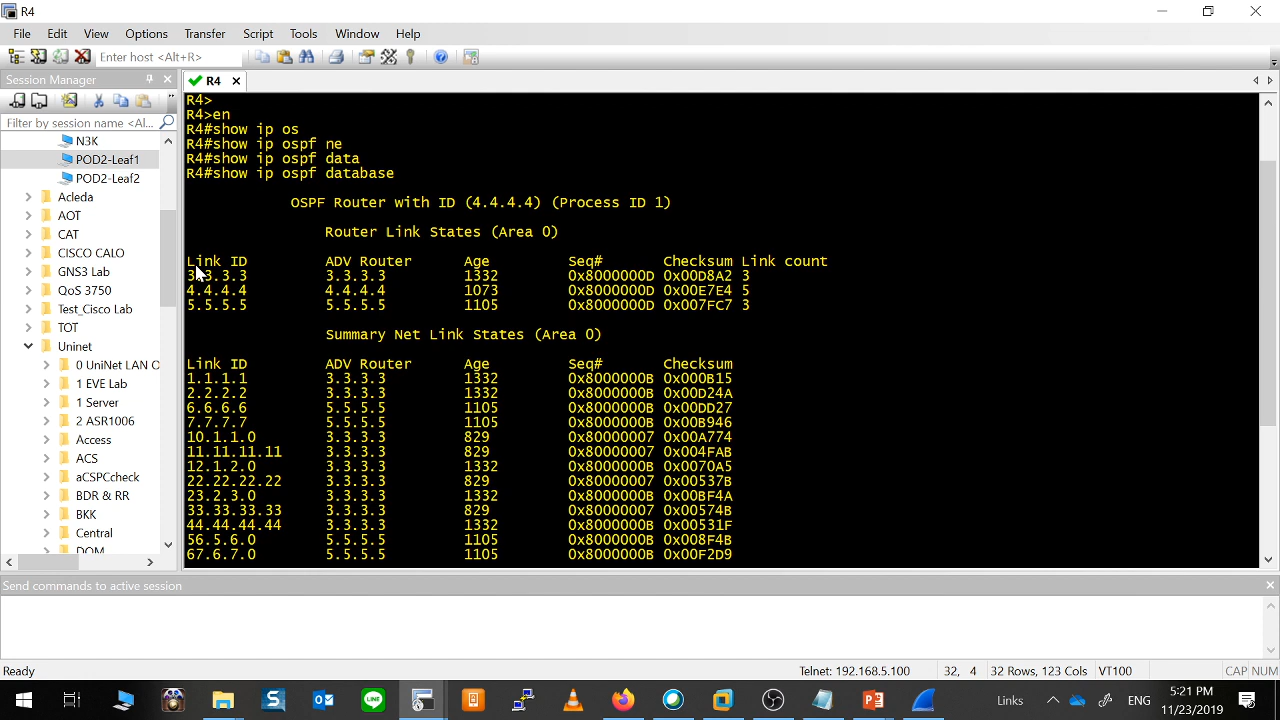 R4
File Edit View Options Transfer Script Tools Window Help
Enter host <Alt+R>
Session Manager
R4
Filter by session name <Al...
N3K
POD2-Leaf1
POD2-Leaf2
Acleda
AOT
CAT
CISCO CALO
GNS3 Lab
QoS 3750
Test_Cisco Lab
TOT
Uninet
0 UniNet LAN O
1 EVE Lab
1 Server
2 ASR1006
Access
ACS
aCSPCcheck
BDR & RR
BKK
Central
DOM
R4>
R4>en
R4#show ip os
R4#show ip ospf ne
R4#show ip ospf data
R4#show ip ospf database
OSPF Router with ID (4.4.4.4) (Process ID 1)
Router Link States (Area 0)
Link ID ADV Router Age Seq# Checksum Link count
3.3.3.3 3.3.3.3 1332 0x8000000D 0x00D8A2 3
4.4.4.4 4.4.4.4 1073 0x8000000D 0x00E7E4 5
5.5.5.5 5.5.5.5 1105 0x8000000D 0x007FC7 3
Summary Net Link States (Area 0)
Link ID ADV Router Age Seq# Checksum
1.1.1.1 3.3.3.3 1332 0x8000000B 0x000B15
2.2.2.2 3.3.3.3 1332 0x8000000B 0x00D24A
6.6.6.6 5.5.5.5 1105 0x8000000B 0x00DD27
7.7.7.7 5.5.5.5 1105 0x8000000B 0x00B946
10.1.1.0 3.3.3.3 829 0x80000007 0x00A774
11.11.11.11 3.3.3.3 829 0x80000007 0x004FAB
12.1.2.0 3.3.3.3 1332 0x8000000B 0x0070A5
22.22.22.22 3.3.3.3 829 0x80000007 0x00537B
23.2.3.0 3.3.3.3 1332 0x8000000B 0x00BF4A
33.33.33.33 3.3.3.3 829 0x80000007 0x00574B
44.44.44.44 3.3.3.3 1332 0x8000000B 0x00531F
56.5.6.0 5.5.5.5 1105 0x8000000B 0x008F4B
67.6.7.0 5.5.5.5 1105 0x8000000B 0x00F2D9
Send commands to active session
Ready Telnet: 192.168.5.100 32, 4 32 Rows, 123 Cols VT100 CAP NUM
Links ENG 5:21 PM
11/23/2019